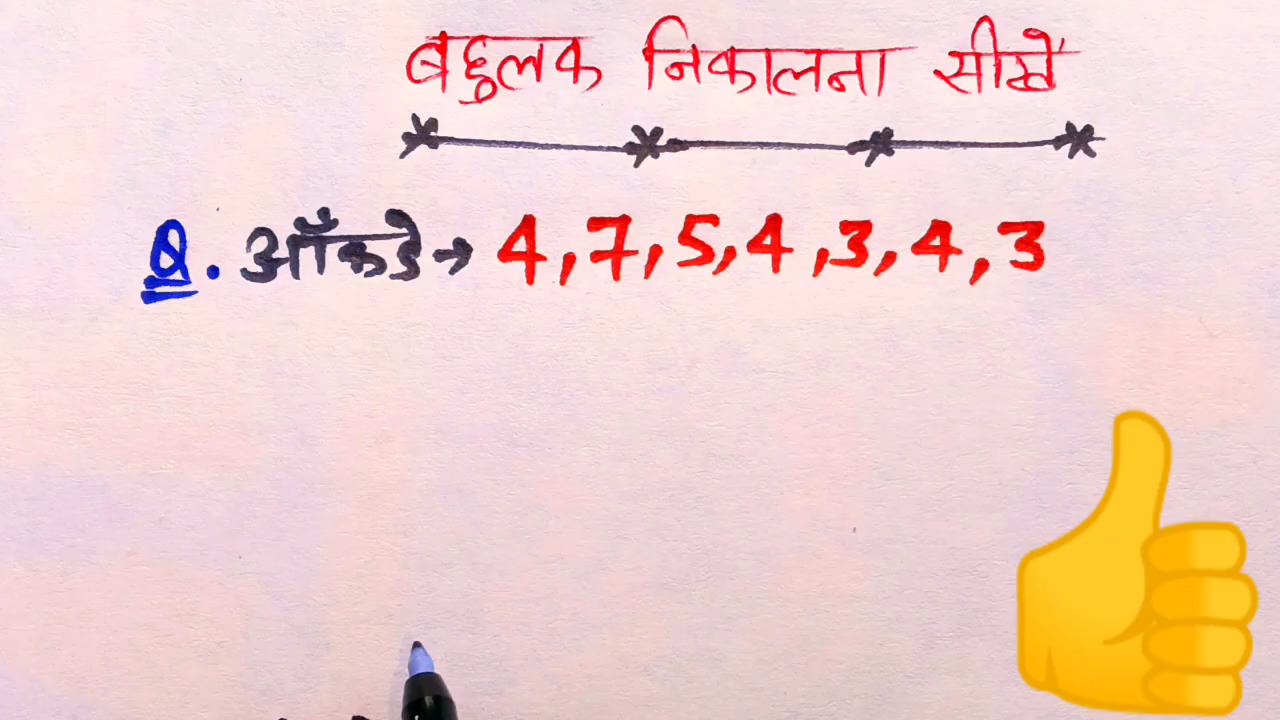 बहुलक निकालना सीखें
Q. आँकडे → 4, 7, 5, 4, 3, 4, 3